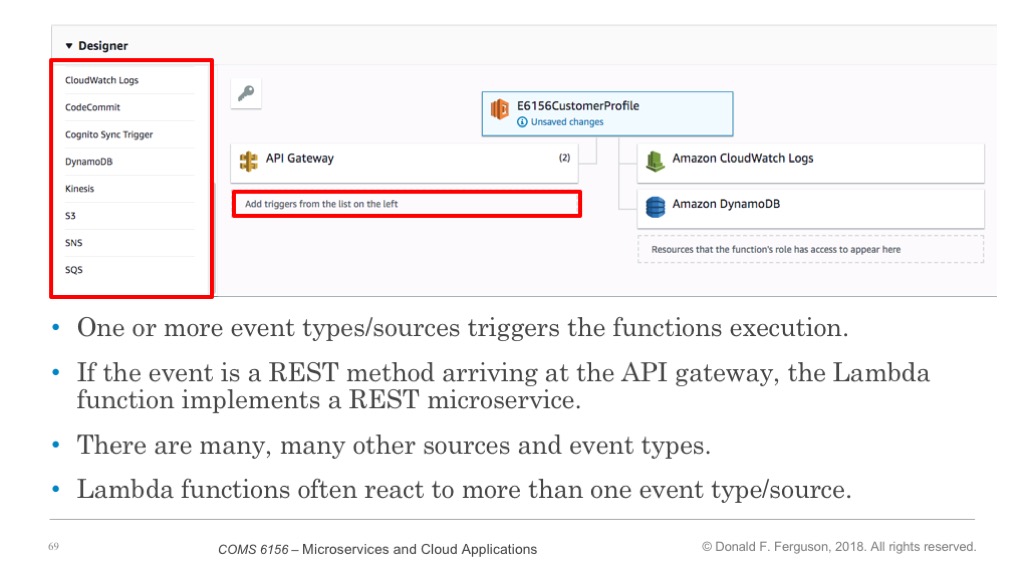 ▼ Designer
CloudWatch Logs
CodeCommit
Cognito Sync Trigger
DynamoDB
Kinesis
S3
SNS
SQS
E6156CustomerProfile
Unsaved changes
API Gateway (2)
Add triggers from the list on the left
Amazon CloudWatch Logs
Amazon DynamoDB
Resources that the function's role has access to appear here
• One or more event types/sources triggers the functions execution.
• If the event is a REST method arriving at the API gateway, the Lambda
function implements a REST microservice.
• There are many, many other sources and event types.
• Lambda functions often react to more than one event type/source.
69
COMS 6156 – Microservices and Cloud Applications
© Donald F. Ferguson, 2018. All rights reserved.